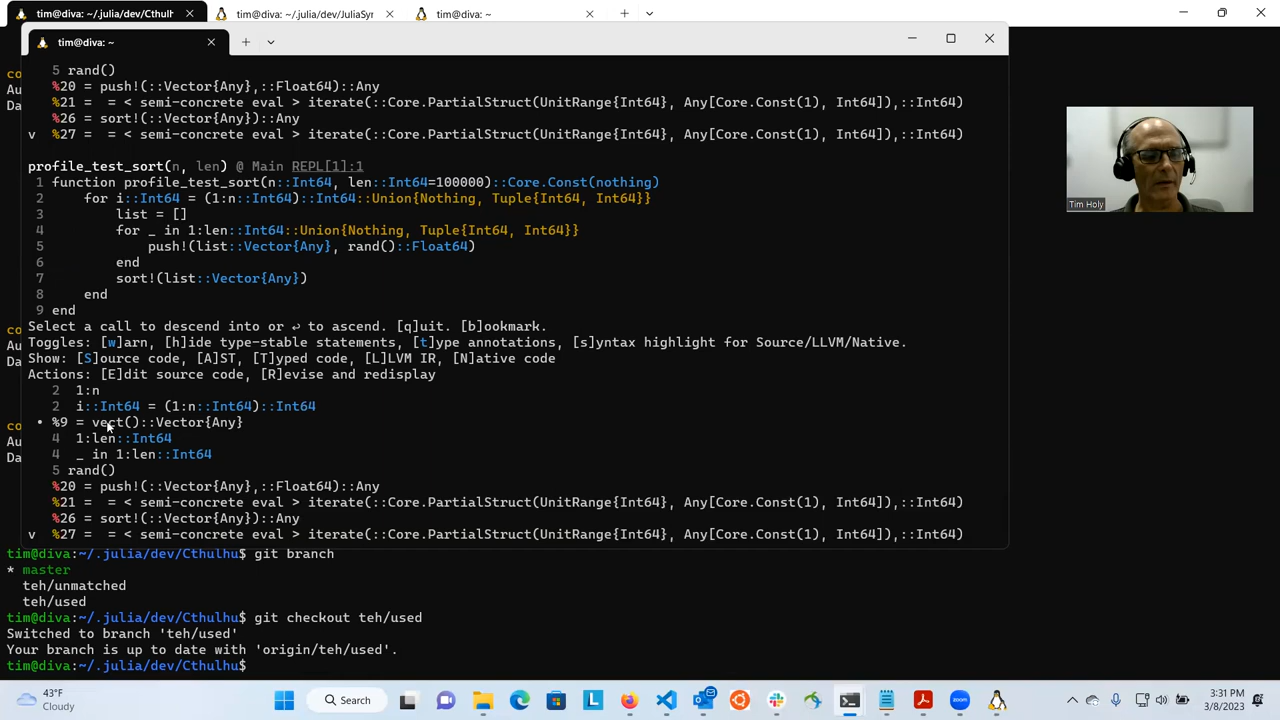 tim@diva: ~/.julia/dev/Cthulh
tim@diva: ~/.julia/dev/JuliaSyn
tim@diva: ~
tim@diva: ~
5 rand()
%20 = push!(::Vector{Any},::Float64)::Any
%21 =  = < semi-concrete eval > iterate(::Core.PartialStruct(UnitRange{Int64}, Any[Core.Const(1), Int64]),::Int64)
%26 = sort!(::Vector{Any})::Any
v %27 =  = < semi-concrete eval > iterate(::Core.PartialStruct(UnitRange{Int64}, Any[Core.Const(1), Int64]),::Int64)
profile_test_sort(n, len) @ Main REPL[1]:1
1 function profile_test_sort(n::Int64, len::Int64=100000)::Core.Const(nothing)
2 for i::Int64 = (1:n::Int64)::Int64::Union{Nothing, Tuple{Int64, Int64}}
3 list = []
4 for _ in 1:len::Int64::Union{Nothing, Tuple{Int64, Int64}}
5 push!(list::Vector{Any}, rand()::Float64)
6 end
7 sort!(list::Vector{Any})
8 end
9 end
Select a call to descend into or ↩ to ascend. [q]uit. [b]ookmark.
Toggles: [w]arn, [h]ide type-stable statements, [t]ype annotations, [s]yntax highlight for Source/LLVM/Native.
Show: [S]ource code, [A]ST, [T]yped code, [L]LVM IR, [N]ative code
Actions: [E]dit source code, [R]evise and redisplay
2 1:n
2 i::Int64 = (1:n::Int64)::Int64
• %9 = vect()::Vector{Any}
4 1:len::Int64
4 _ in 1:len::Int64
5 rand()
%20 = push!(::Vector{Any},::Float64)::Any
%21 =  = < semi-concrete eval > iterate(::Core.PartialStruct(UnitRange{Int64}, Any[Core.Const(1), Int64]),::Int64)
%26 = sort!(::Vector{Any})::Any
v %27 =  = < semi-concrete eval > iterate(::Core.PartialStruct(UnitRange{Int64}, Any[Core.Const(1), Int64]),::Int64)
co
Au
Da
co
Au
Da
co
Au
Da
Tim Holy
tim@diva:~/.julia/dev/Cthulhu$ git branch
* master
teh/unmatched
teh/used
tim@diva:~/.julia/dev/Cthulhu$ git checkout teh/used
Switched to branch 'teh/used'
Your branch is up to date with 'origin/teh/used'.
tim@diva:~/.julia/dev/Cthulhu$
43°F
Cloudy
Search
3:31 PM
3/8/2023